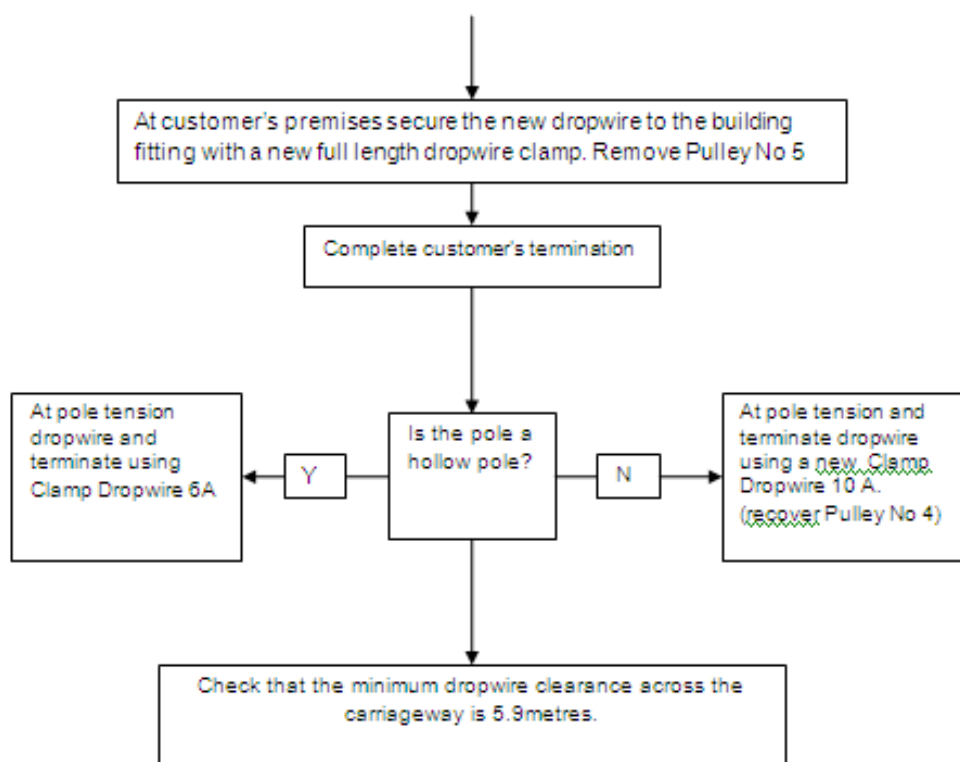 At customer's premises secure the new dropwire to the building
fitting with a new full length dropwire clamp. Remove Pulley No 5
Complete customer's termination
At pole tension
dropwire and
terminate using
Clamp Dropwire 6A
Y
Is the pole a
hollow pole?
N
At pole tension and
terminate dropwire
using a new Clamp
Dropwire 10 A.
(recover Pulley No 4)
Check that the minimum dropwire clearance across the
carriageway is 5.9metres.